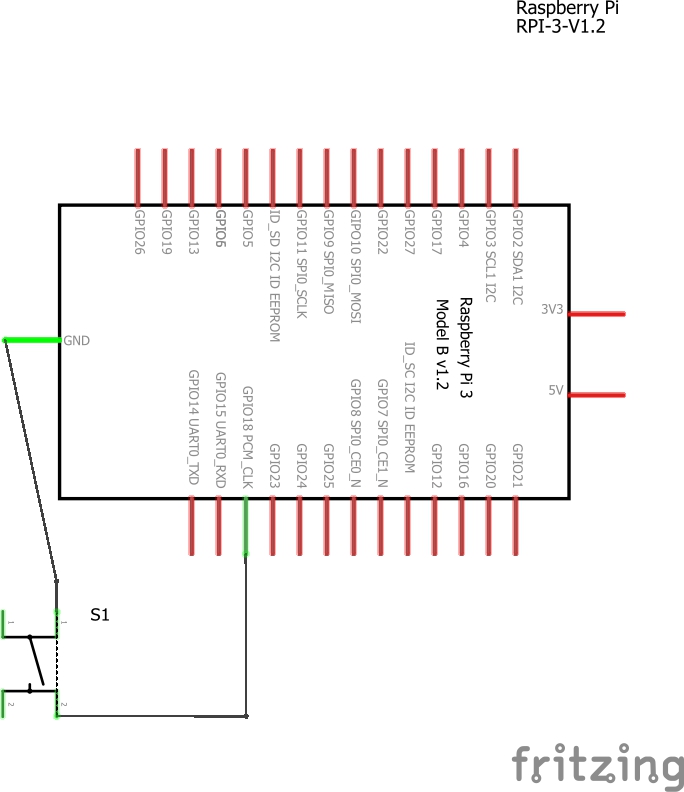 Raspberry Pi
RPI-3-V1.2
GPIO26
GPIO19
GPIO13
GPIO6
GPIO5
ID_SD I2C ID EEPROM
GPIO11 SPI0_SCLK
GPIO9 SPI0_MISO
GIPO10 SPI0_MOSI
GPIO22
GPIO27
GPIO17
GPIO4
GPIO3 SCL1 I2C
GPIO2 SDA1 I2C
3V3
GND
Raspberry Pi 3
Model B v1.2
5V
GPIO14 UART0_TXD
GPIO15 UART0_RXD
GPIO18 PCM_CLK
GPIO23
GPIO24
GPIO25
GPIO8 SPI0_CE0_N
GPIO7 SPI0_CE1_N
ID_SC I2C ID EEPROM
GPIO12
GPIO16
GPIO20
GPIO21
S1
1
1
2
2
fritzing